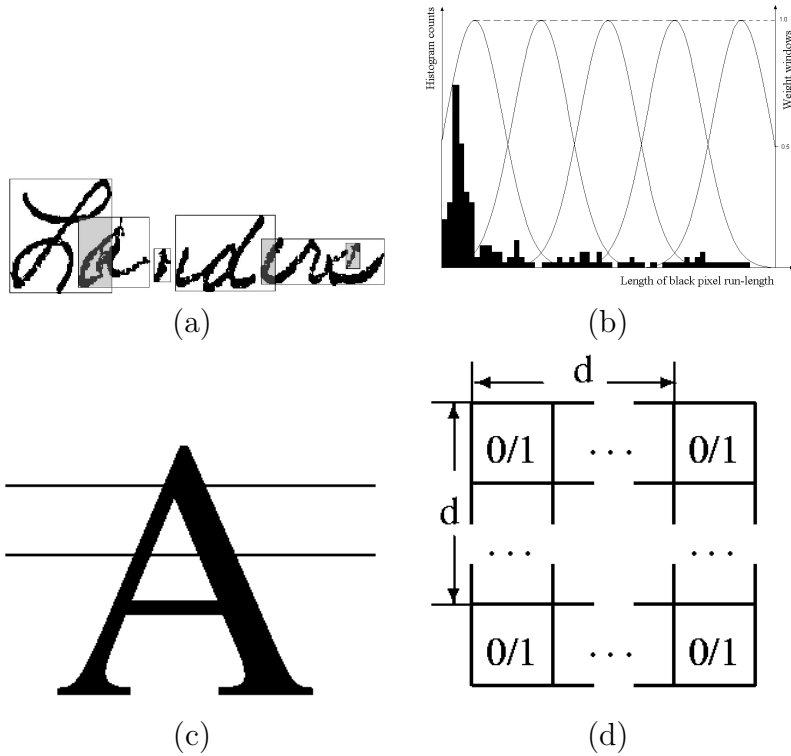 Histogram counts
1.0
0.5
Weight windows
Length of black pixel run-length
(a)
(b)
A
(c)
d
0/1 ... 0/1
d
... ...
0/1 ... 0/1
(d)